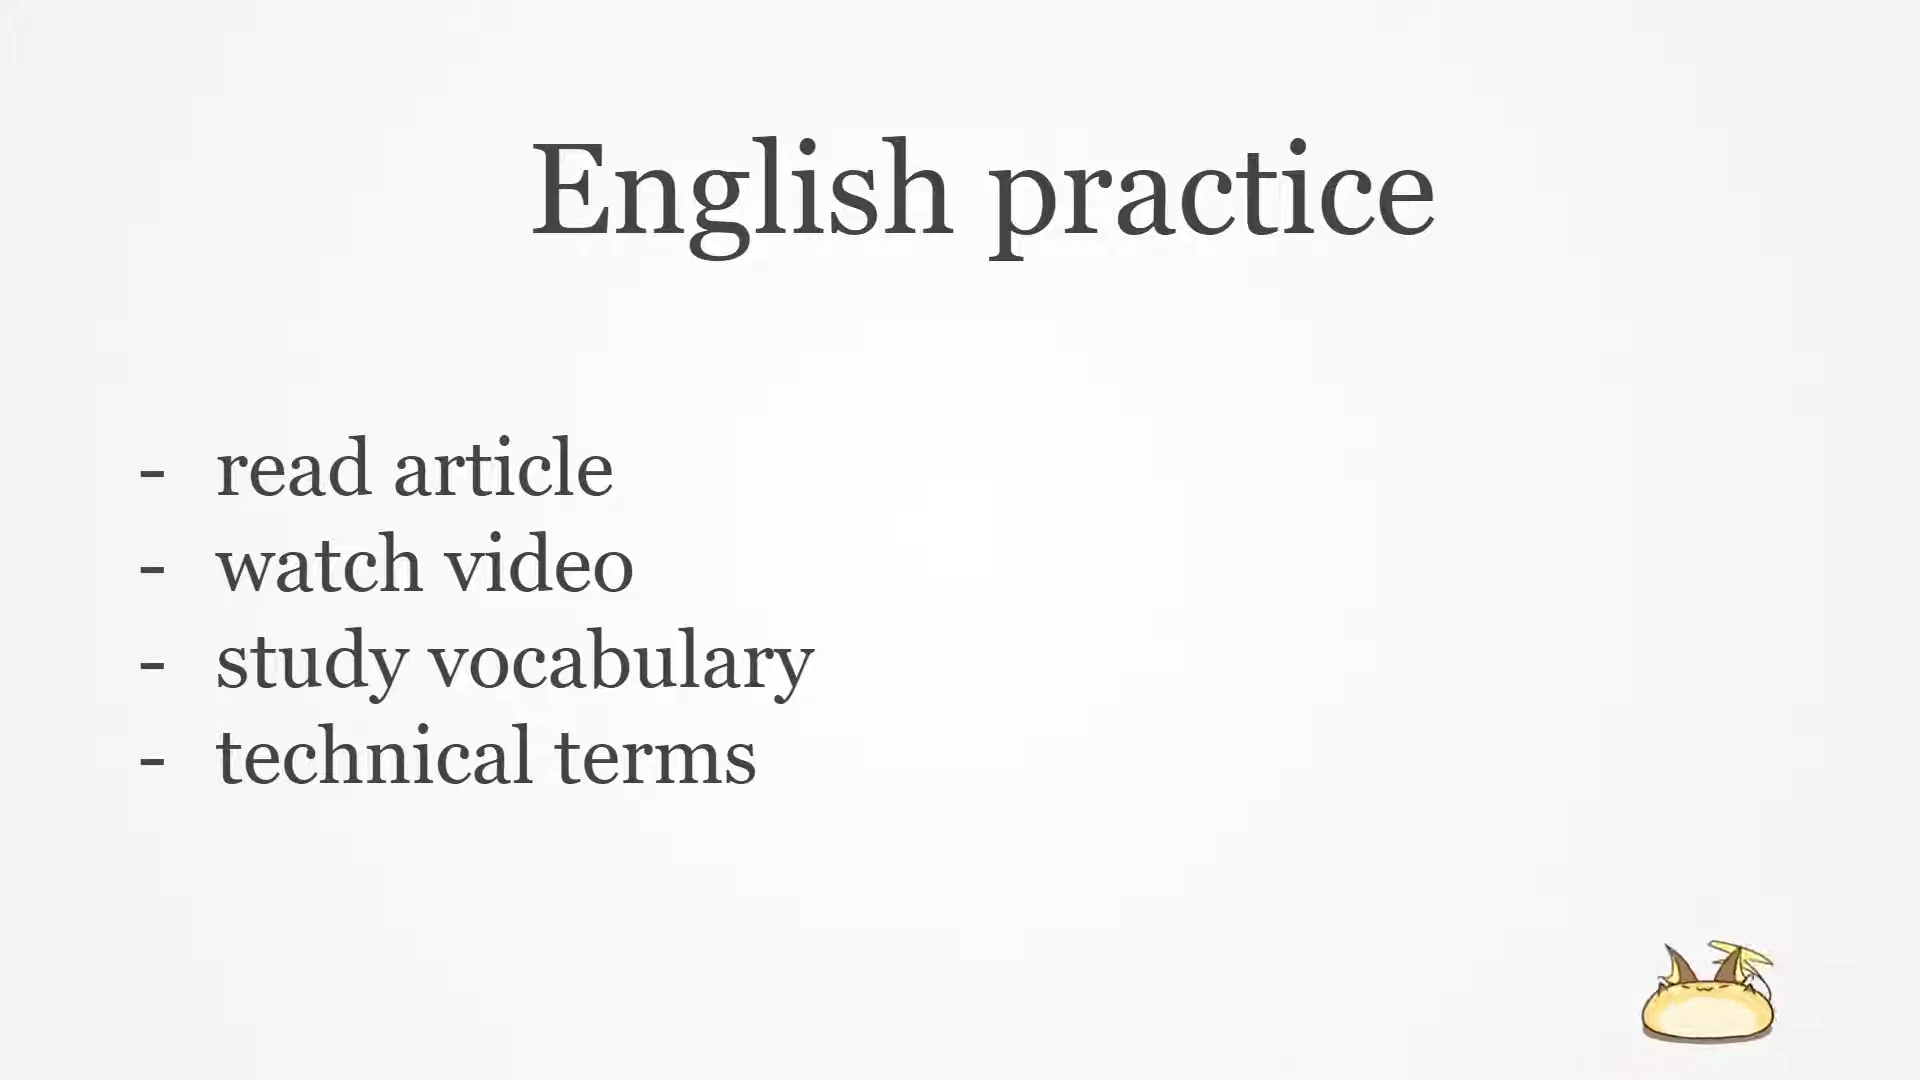 English practice
- read article
- watch video
- study vocabulary
- technical terms